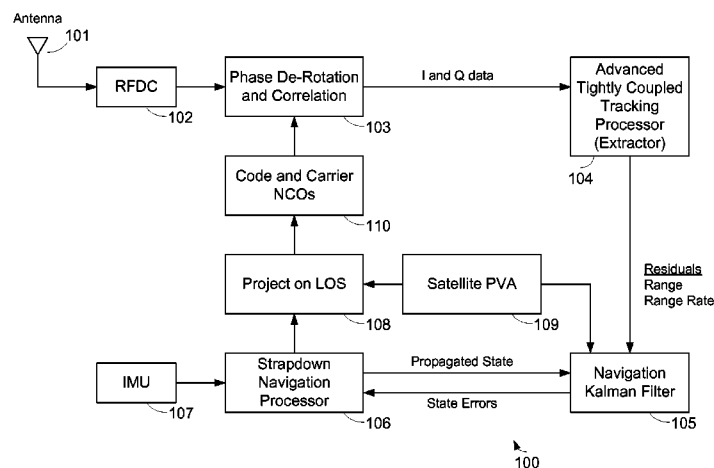 Antenna
101
RFDC
102
Phase De-Rotation
and Correlation
103
I and Q data
Advanced
Tightly Coupled
Tracking
Processor
(Extractor)
104
Code and Carrier
NCOs
110
Project on LOS
108
Satellite PVA
109
Residuals
Range
Range Rate
IMU
107
Strapdown
Navigation
Processor
106
Propagated State
State Errors
Navigation
Kalman Filter
105
100